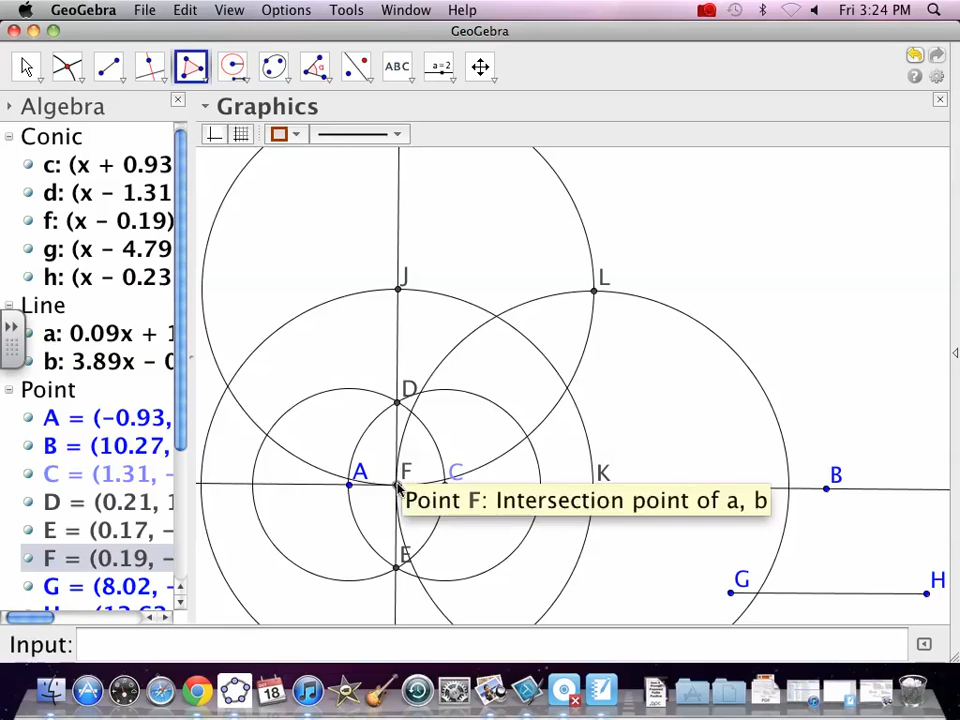 GeoGebra File Edit View Options Tools Window Help Fri 3:24 PM
GeoGebra
ABC a=2
Algebra Graphics
Conic
c: (x + 0.93
d: (x − 1.31
f: (x − 0.19)
g: (x − 4.79
h: (x − 0.23
Line
a: 0.09x + 1
b: 3.89x − 0
Point
A = (−0.93,
B = (10.27,
C = (1.31, −
D = (0.21, 1
E = (0.17, −
F = (0.19, −
G = (8.02, −
J
L
D
A F C K B
Point F: Intersection point of a, b
E
G H
Input:
18